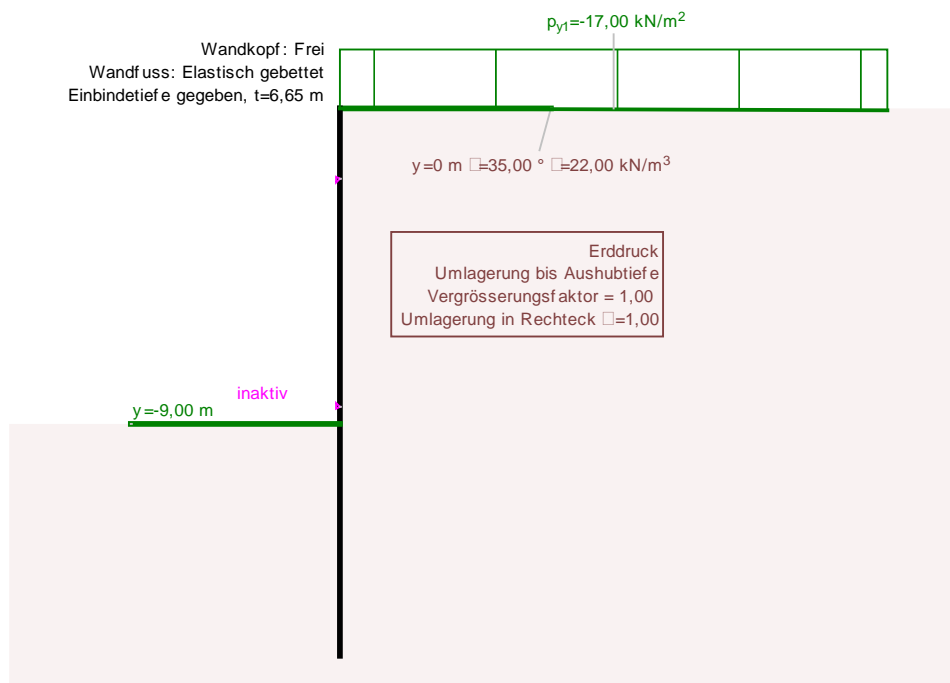 p_y1=-17,00 kN/m²
Wandkopf: Frei
Wandfuss: Elastisch gebettet
Einbindetiefe gegeben, t=6,65 m
y=0 m □=35,00 ° □=22,00 kN/m³
Erddruck
Umlagerung bis Aushubtiefe
Vergrösserungsfaktor = 1,00
Umlagerung in Rechteck □=1,00
inaktiv
y=-9,00 m